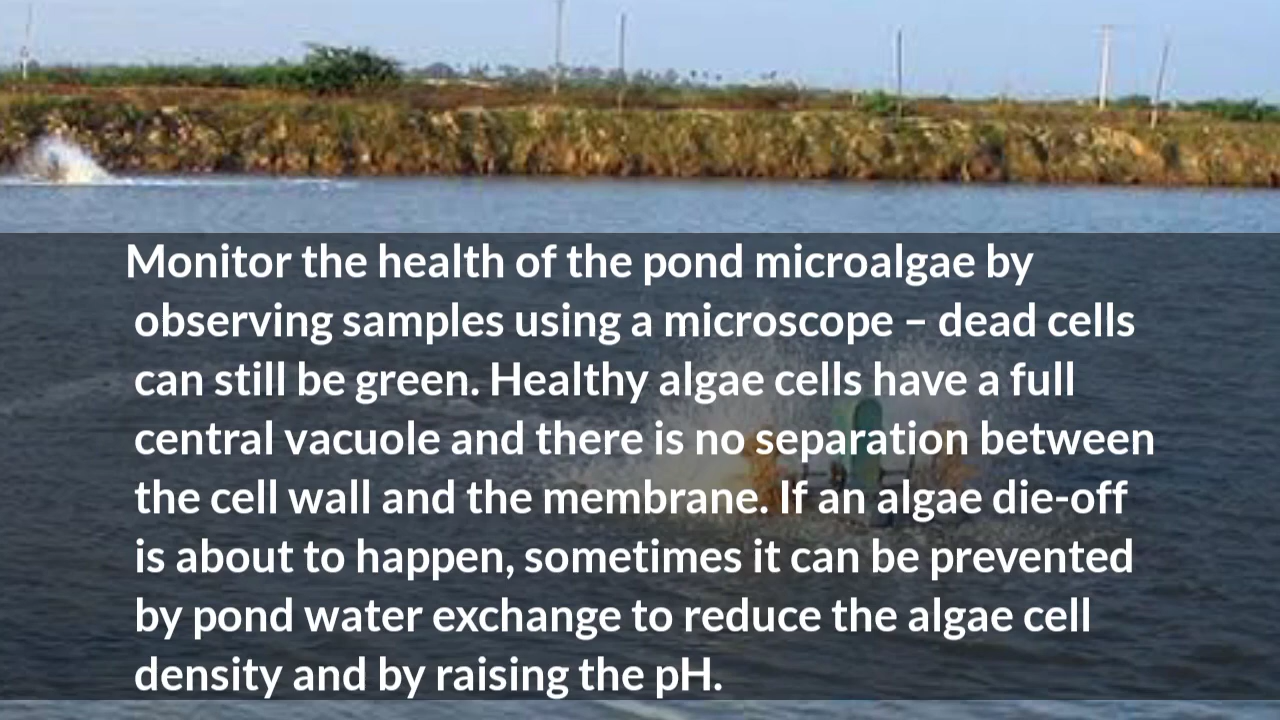 Monitor the health of the pond microalgae by
observing samples using a microscope – dead cells
can still be green. Healthy algae cells have a full
central vacuole and there is no separation between
the cell wall and the membrane. If an algae die-off
is about to happen, sometimes it can be prevented
by pond water exchange to reduce the algae cell
density and by raising the pH.